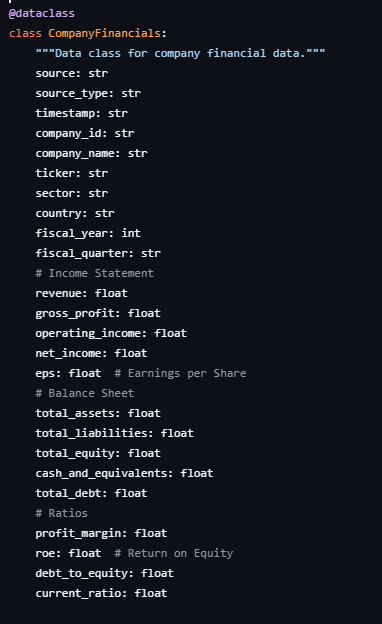 @dataclass
class CompanyFinancials:
    """Data class for company financial data."""
    source: str
    source_type: str
    timestamp: str
    company_id: str
    company_name: str
    ticker: str
    sector: str
    country: str
    fiscal_year: int
    fiscal_quarter: str
    # Income Statement
    revenue: float
    gross_profit: float
    operating_income: float
    net_income: float
    eps: float  # Earnings per Share
    # Balance Sheet
    total_assets: float
    total_liabilities: float
    total_equity: float
    cash_and_equivalents: float
    total_debt: float
    # Ratios
    profit_margin: float
    roe: float  # Return on Equity
    debt_to_equity: float
    current_ratio: float